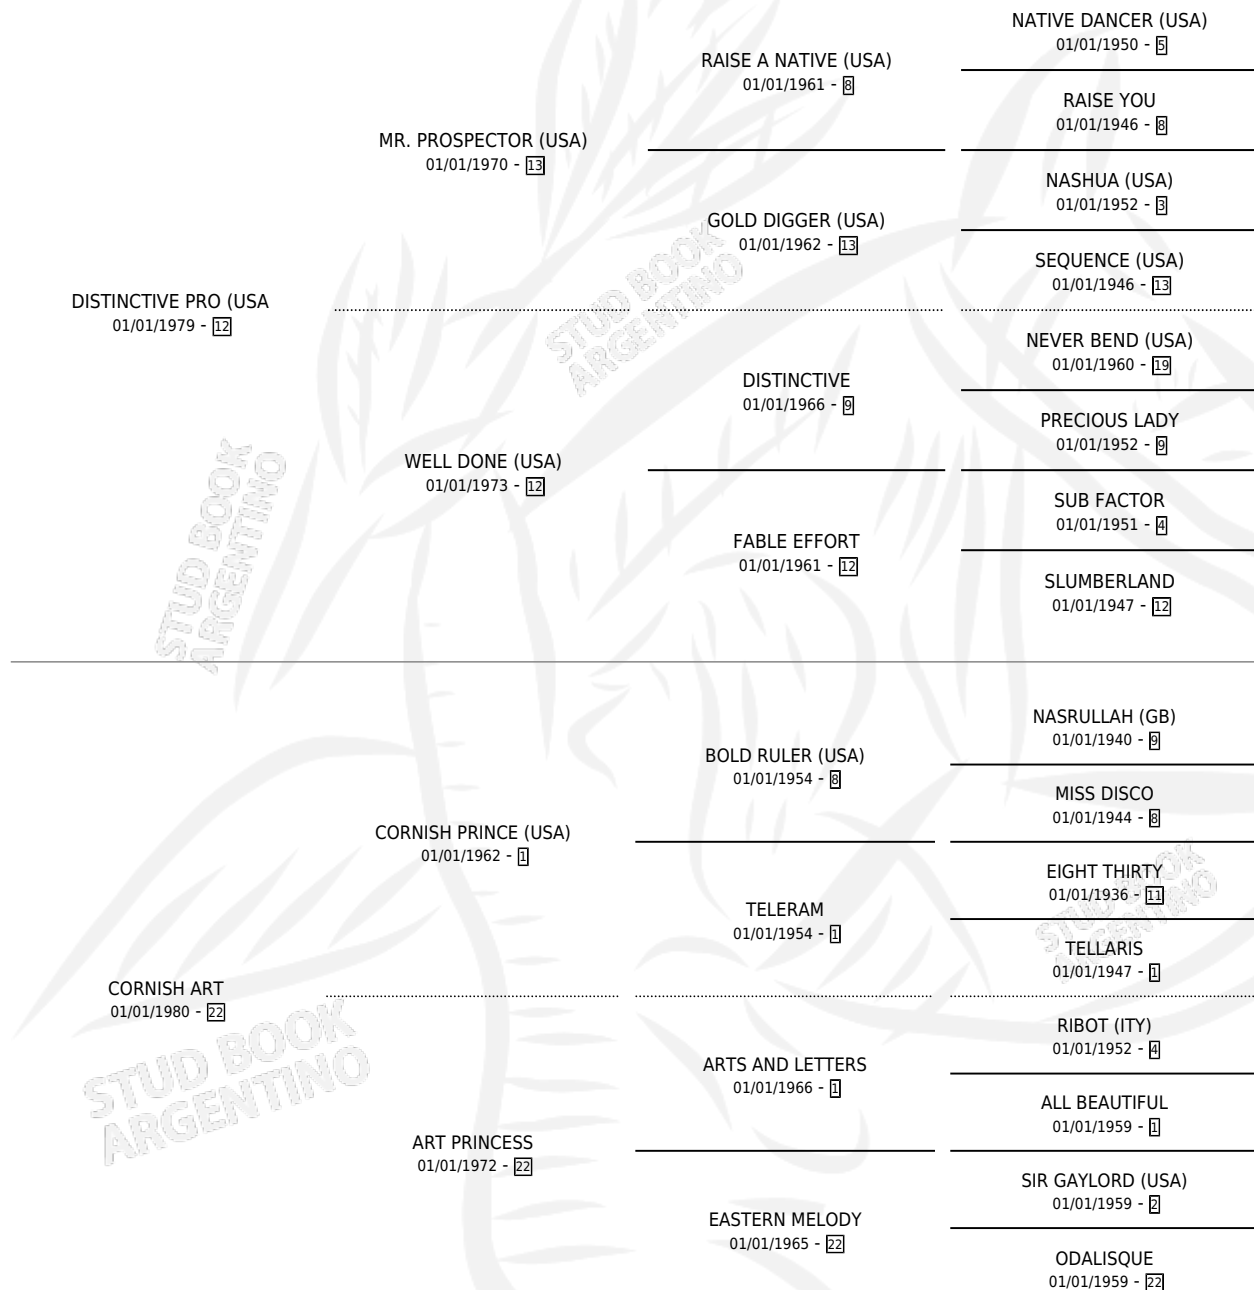 NATIVE DANCER (USA)
01/01/1950 - 5
RAISE A NATIVE (USA)
01/01/1961 - 8
RAISE YOU
01/01/1946 - 8
MR. PROSPECTOR (USA)
01/01/1970 - 13
NASHUA (USA)
01/01/1952 - 3
GOLD DIGGER (USA)
01/01/1962 - 13
SEQUENCE (USA)
01/01/1946 - 13
DISTINCTIVE PRO (USA
01/01/1979 - 12
STUD BOOK
ARGENTINO
NEVER BEND (USA)
01/01/1960 - 19
DISTINCTIVE
01/01/1966 - 9
PRECIOUS LADY
01/01/1952 - 9
WELL DONE (USA)
01/01/1973 - 12
SUB FACTOR
01/01/1951 - 4
FABLE EFFORT
01/01/1961 - 12
SLUMBERLAND
01/01/1947 - 12
STUD BOOK
ARGENTINO
NASRULLAH (GB)
01/01/1940 - 9
BOLD RULER (USA)
01/01/1954 - 8
MISS DISCO
01/01/1944 - 8
CORNISH PRINCE (USA)
01/01/1962 - 1
EIGHT THIRTY
01/01/1936 - 11
TELERAM
01/01/1954 - 1
STUD BOOK
ARGENTINO
TELLARIS
01/01/1947 - 1
CORNISH ART
01/01/1980 - 22
RIBOT (ITY)
01/01/1952 - 4
ARTS AND LETTERS
01/01/1966 - 1
ALL BEAUTIFUL
01/01/1959 - 1
STUD BOOK
ARGENTINO
ART PRINCESS
01/01/1972 - 22
SIR GAYLORD (USA)
01/01/1959 - 2
EASTERN MELODY
01/01/1965 - 22
ODALISQUE
01/01/1959 - 22